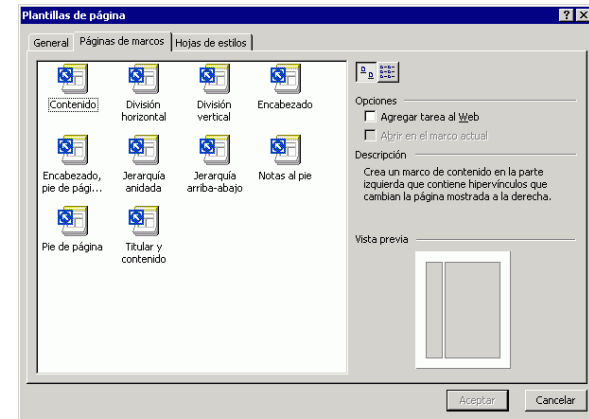 Plantillas de página
General Páginas de marcos Hojas de estilos
Contenido
División
horizontal
División
vertical
Encabezado
Encabezado,
pie de pági...
Jerarquía
anidada
Jerarquía
arriba-abajo
Notas al pie
Pie de página
Titular y
contenido
Opciones
Agregar tarea al Web
Abrir en el marco actual
Descripción
Crea un marco de contenido en la parte
izquierda que contiene hipervínculos que
cambian la página mostrada a la derecha.
Vista previa
Aceptar Cancelar